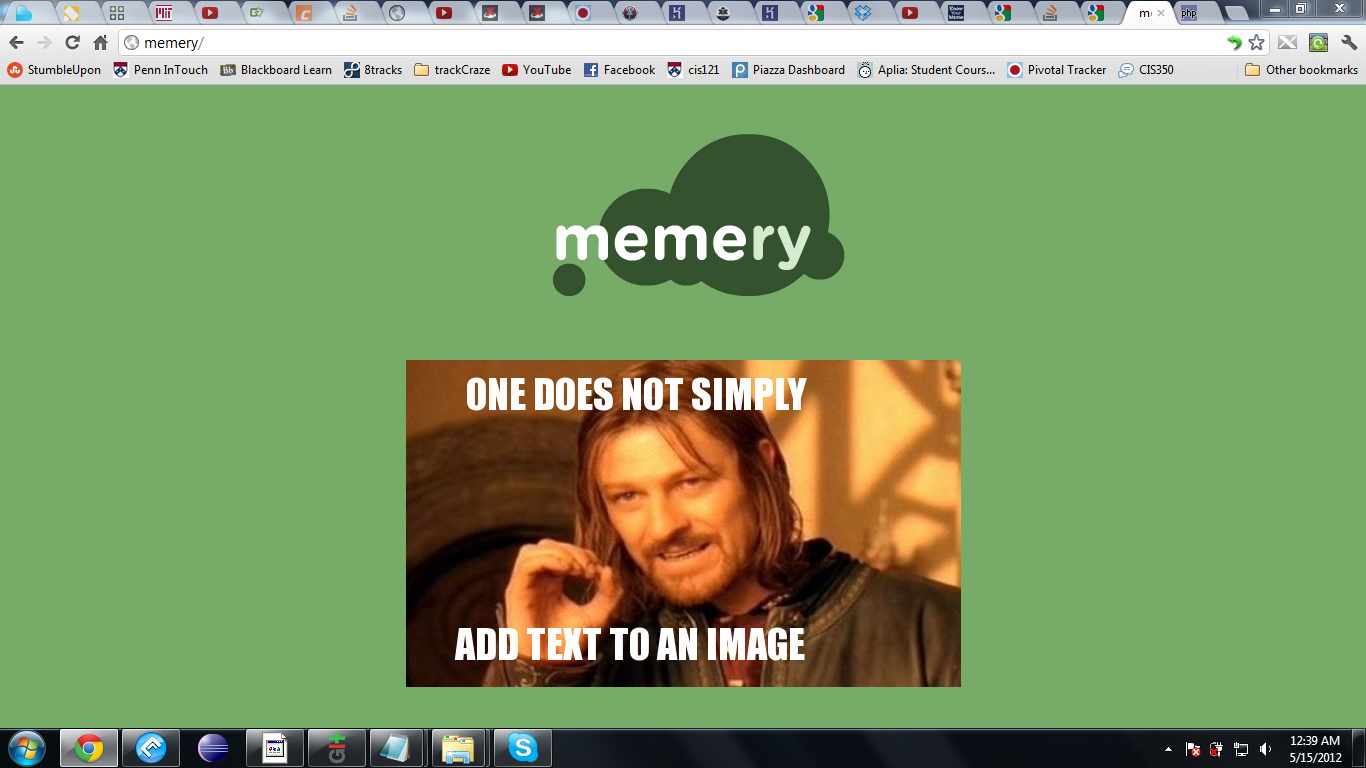 m
php
memery/
StumbleUpon
Penn InTouch
Blackboard Learn
8tracks
trackCraze
YouTube
Facebook
cis121
Piazza Dashboard
Aplia: Student Cours...
Pivotal Tracker
CIS350
Other bookmarks
memery
ONE DOES NOT SIMPLY
ADD TEXT TO AN IMAGE
12:39 AM
5/15/2012